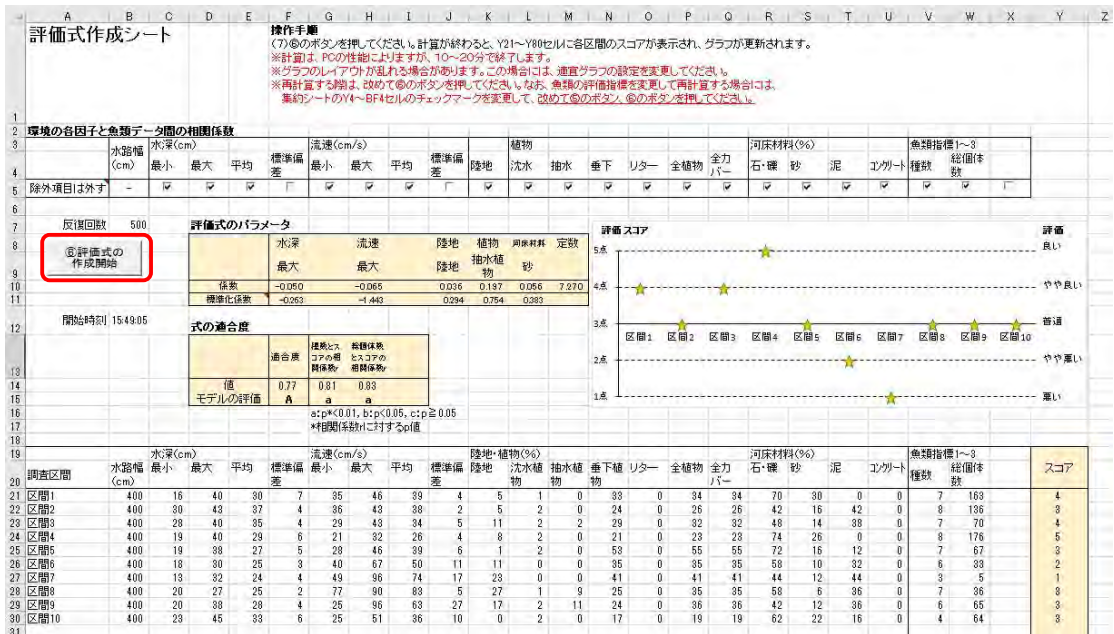 A B C D E F G H I J K L M N O P Q R S T U V W X Y Z
評価式作成シート
操作手順
(7)⑥のボタンを押してください。計算が終わると、Y21~Y80セルに各区間のスコアが表示され、グラフが更新されます。
※計算は、PCの性能によりますが、10~20分で終了します。
※グラフのレイアウトが乱れる場合があります。この場合には、適宜グラフの設定を変更してください。
※再計算する際は、改めて⑥のボタンを押してください。なお、魚類の評価指標を変更して再計算する場合には、
集約シートのY4~BF4セルのチェックマークを変更して、改めて⑤のボタン、⑥のボタンを押してください。
1
2 環境の各因子と魚類データ間の相関係数
3 水路幅(cm) 水深(cm) 流速(cm/s) 植物 河床材料(%) 魚類指標1~3
4 最小 最大 平均 標準偏差 最小 最大 平均 標準偏差 陸地 沈水 抽水 垂下 リター 全植物 全カバー 石・礫 砂 泥 コンクリート 種数 総個体数
5 除外項目は外す -
6
7 反復回数 500 評価式のパラメータ
8 ⑥評価式の作成開始 水深 流速 陸地 植物 河床材料 定数
9 最大 最大 陸地 抽水植物 砂
10 係数 -0.050 -0.065 0.036 0.197 0.056 7.270
11 標準化係数 -0.263 -1.443 0.294 0.754 0.383
12 開始時刻 15:49:05 式の適合度
13 適合度 種数とスコアの相関係数r 総個体数とスコアの相関係数r
14 値 0.77 0.81 0.83
15 モデルの評価 A a a
16 a:p*<0.01, b:p<0.05, c:p≧0.05
17 *相関係数rに対するp値
18
評価スコア 評価
5点 良い
4点 やや良い
3点 普通
区間1 区間2 区間3 区間4 区間5 区間6 区間7 区間8 区間9 区間10
2点 やや悪い
1点 悪い
19 水深(cm) 流速(cm/s) 陸地・植物(%) 河床材料(%) 魚類指標1~3
20 調査区間 水路幅(cm) 最小 最大 平均 標準偏差 最小 最大 平均 標準偏差 陸地 沈水植物 抽水植物 垂下植物 リター 全植物 全カバー 石・礫 砂 泥 コンクリート 種数 総個体数 スコア
21 区間1 400 16 40 30 7 35 46 39 4 5 1 0 33 0 34 34 70 30 0 0 7 163 4
22 区間2 400 30 43 37 4 36 43 38 2 5 2 0 24 0 26 26 42 16 42 0 8 136 3
23 区間3 400 28 40 35 4 29 43 34 5 11 2 2 29 0 32 32 48 14 38 0 7 70 4
24 区間4 400 19 40 29 6 21 32 26 4 8 2 0 21 0 23 23 74 26 0 0 8 176 5
25 区間5 400 19 38 27 5 28 46 39 6 1 2 0 53 0 55 55 72 16 12 0 7 67 3
26 区間6 400 18 30 25 3 40 67 50 11 11 0 0 35 0 35 35 58 10 32 0 6 33 2
27 区間7 400 13 32 24 4 49 96 74 17 23 0 0 41 0 41 41 44 12 44 0 3 5 1
28 区間8 400 20 27 25 2 77 90 83 5 27 1 9 25 0 35 35 58 6 36 0 7 36 3
29 区間9 400 20 38 28 4 25 96 63 27 17 2 11 24 0 36 36 42 12 36 0 6 65 3
30 区間10 400 23 45 33 6 25 51 36 10 0 2 0 17 0 19 19 62 22 16 0 4 64 3
31